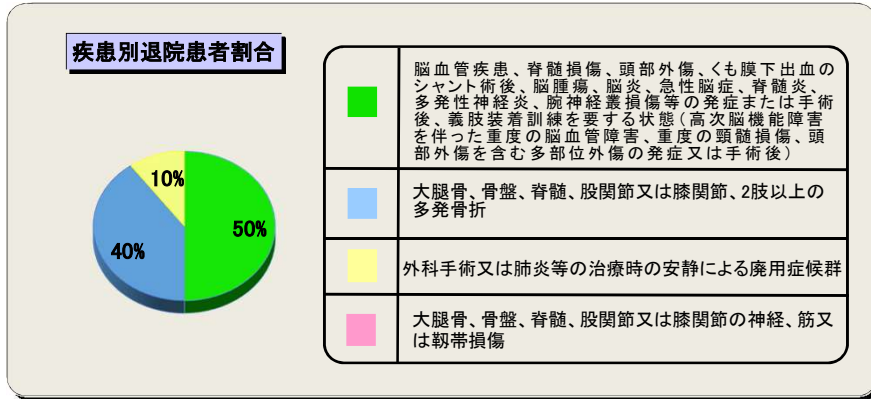 疾患別退院患者割合
10%
40%
50%
脳血管疾患、脊髄損傷、頭部外傷、くも膜下出血の
シャント術後、脳腫瘍、脳炎、急性脳症、脊髄炎、
多発性神経炎、腕神経叢損傷等の発症または手術
後、義肢装着訓練を要する状態（高次脳機能障害
を伴った重度の脳血管障害、重度の頸髄損傷、頭
部外傷を含む多部位外傷の発症又は手術後）
大腿骨、骨盤、脊髄、股関節又は膝関節、2肢以上の
多発骨折
外科手術又は肺炎等の治療時の安静による廃用症候群
大腿骨、骨盤、脊髄、股関節又は膝関節の神経、筋又
は靱帯損傷